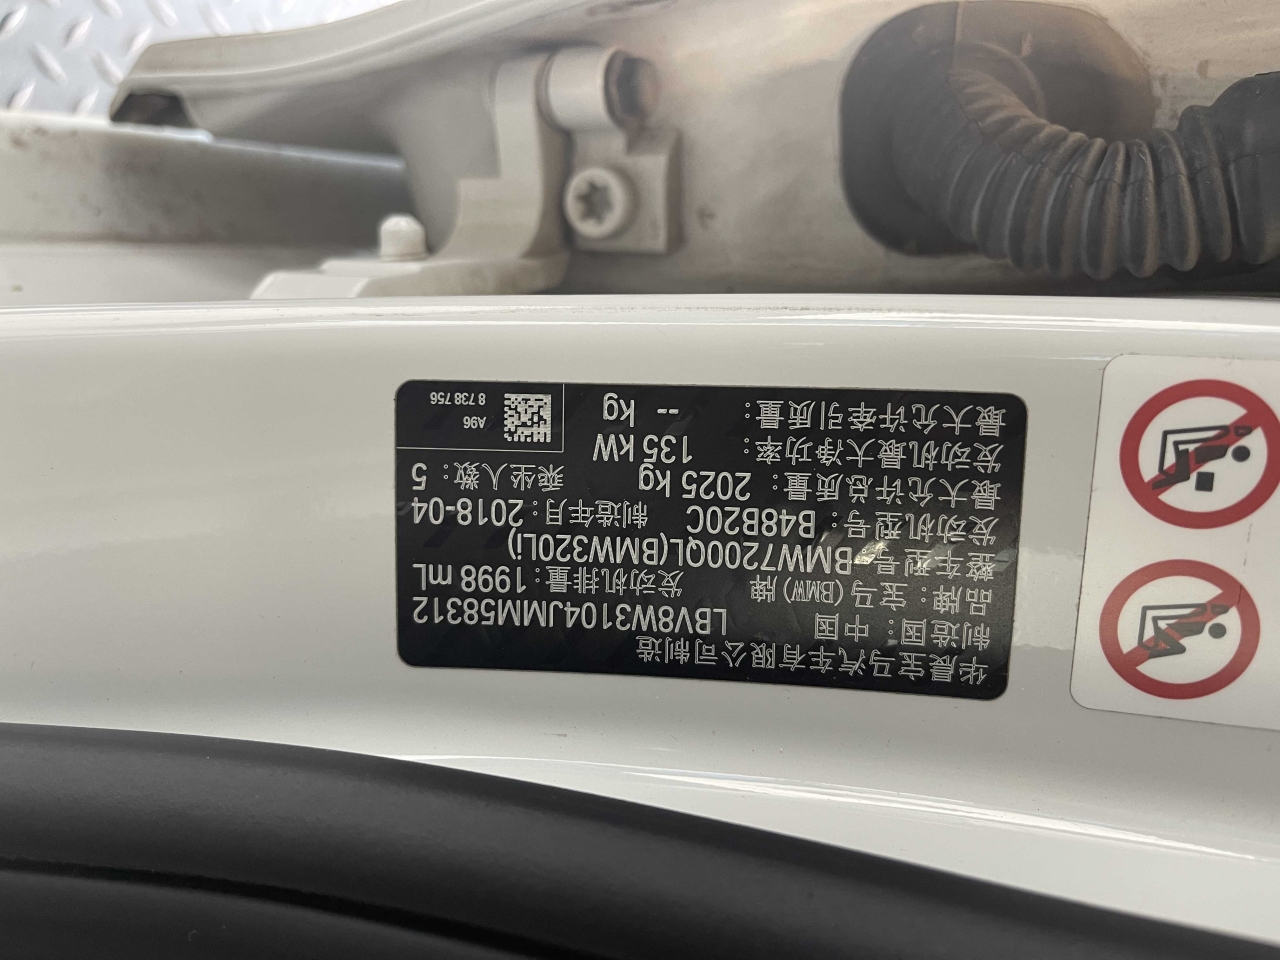 华晨宝马汽车有限公司制造
制造国：中国 LBV8W3104JMM58312
品牌：宝马(BMW)牌 发动机排量：1998 mL
整车型号：BMW7200QL(BMW320Li)
发动机型号：B48B20C 制造年月：2018-04
最大允许总质量：2025 kg 乘坐人数：5
发动机最大净功率：135 kW
最大允许牵引质量：-- kg
A96
8 738 756